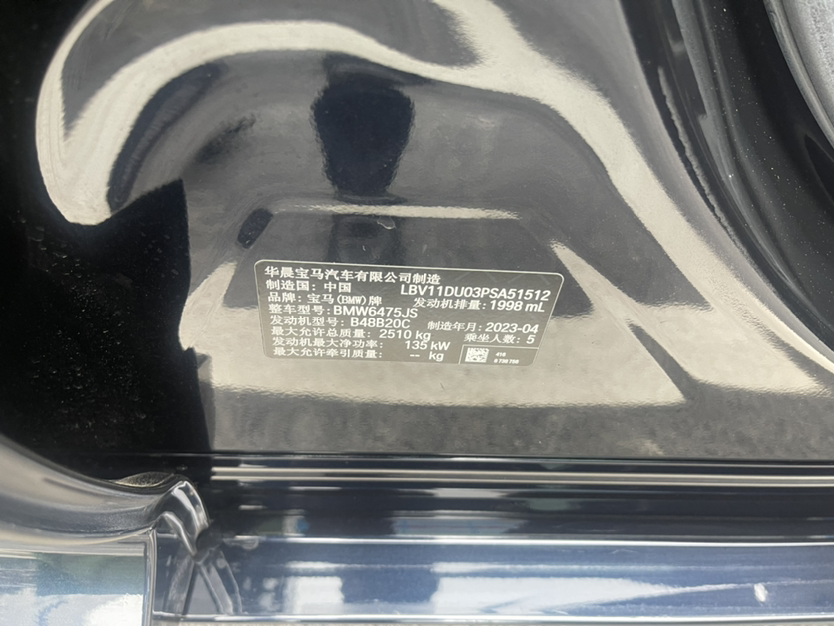 华晨宝马汽车有限公司制造
制造国: 中国 LBV11DU03PSA51512
品牌: 宝马(BMW)牌 发动机排量: 1998 mL
整车型号: BMW6475JS
发动机型号: B48B20C 制造年月: 2023-04
最大允许总质量: 2510 kg 乘坐人数: 5
发动机最大净功率: 135 kW
最大允许牵引质量: -- kg